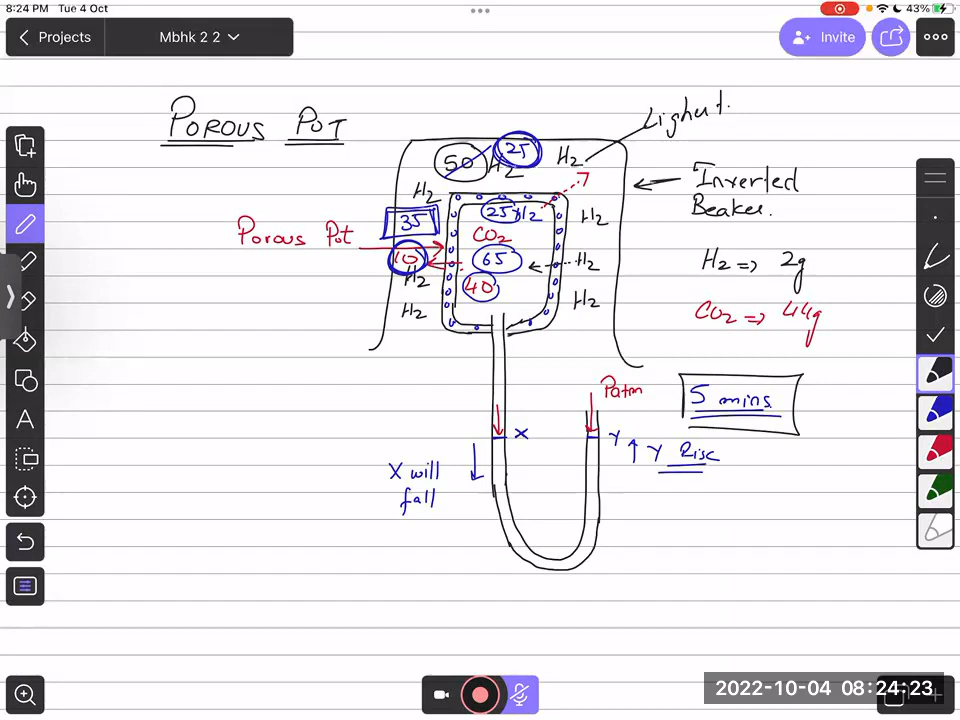 8:24 PM Tue 4 Oct
43%
Projects
Mbhk 2 2
Invite
POROUS POT
Lighest.
50 H2
25
H2
H2
Inverted
Beaker.
35
25 H2
H2
Porous Pot
CO2
10
65
H2
H2 => 2g
H2
40
H2
H2
CO2 => 44g
Patm
5 mins
X
Y
Y Rise
X will
fall
A
2022-10-04 08:24:23